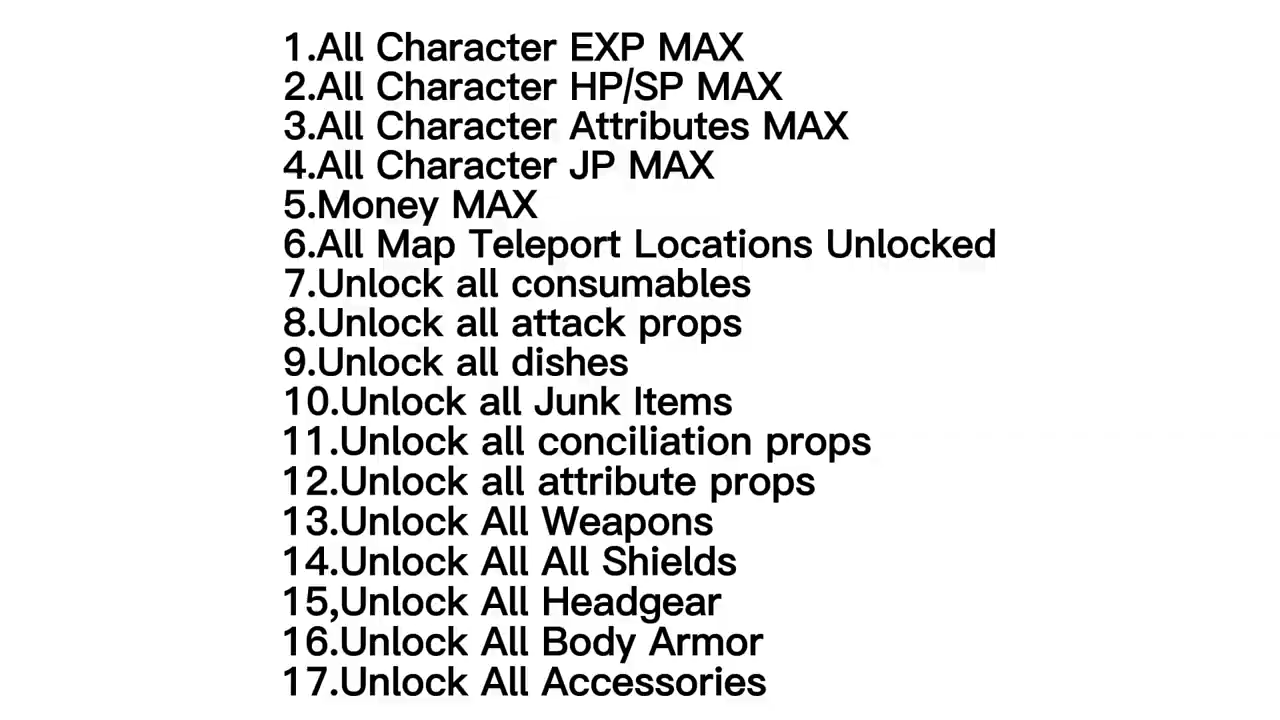 1.All Character EXP MAX
2.All Character HP/SP MAX
3.All Character Attributes MAX
4.All Character JP MAX
5.Money MAX
6.All Map Teleport Locations Unlocked
7.Unlock all consumables
8.Unlock all attack props
9.Unlock all dishes
10.Unlock all Junk Items
11.Unlock all conciliation props
12.Unlock all attribute props
13.Unlock All Weapons
14.Unlock All All Shields
15,Unlock All Headgear
16.Unlock All Body Armor
17.Unlock All Accessories